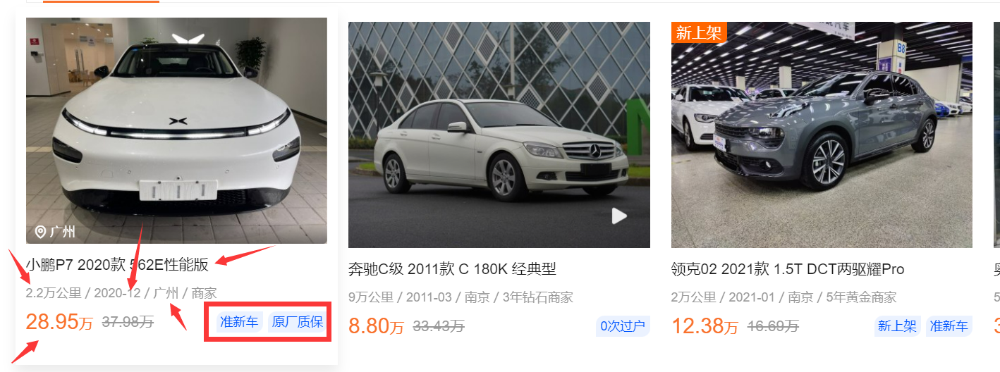 广州
小鹏P7 2020款 562E性能版
2.2万公里 / 2020-12 / 广州 / 商家
28.95万 37.98万 准新车 原厂质保
奔驰C级 2011款 C 180K 经典型
9万公里 / 2011-03 / 南京 / 3年钻石商家
8.80万 33.43万 0次过户
新上架
B8
领克02 2021款 1.5T DCT两驱耀Pro
2万公里 / 2021-01 / 南京 / 5年黄金商家
12.38万 16.69万 新上架 准新车